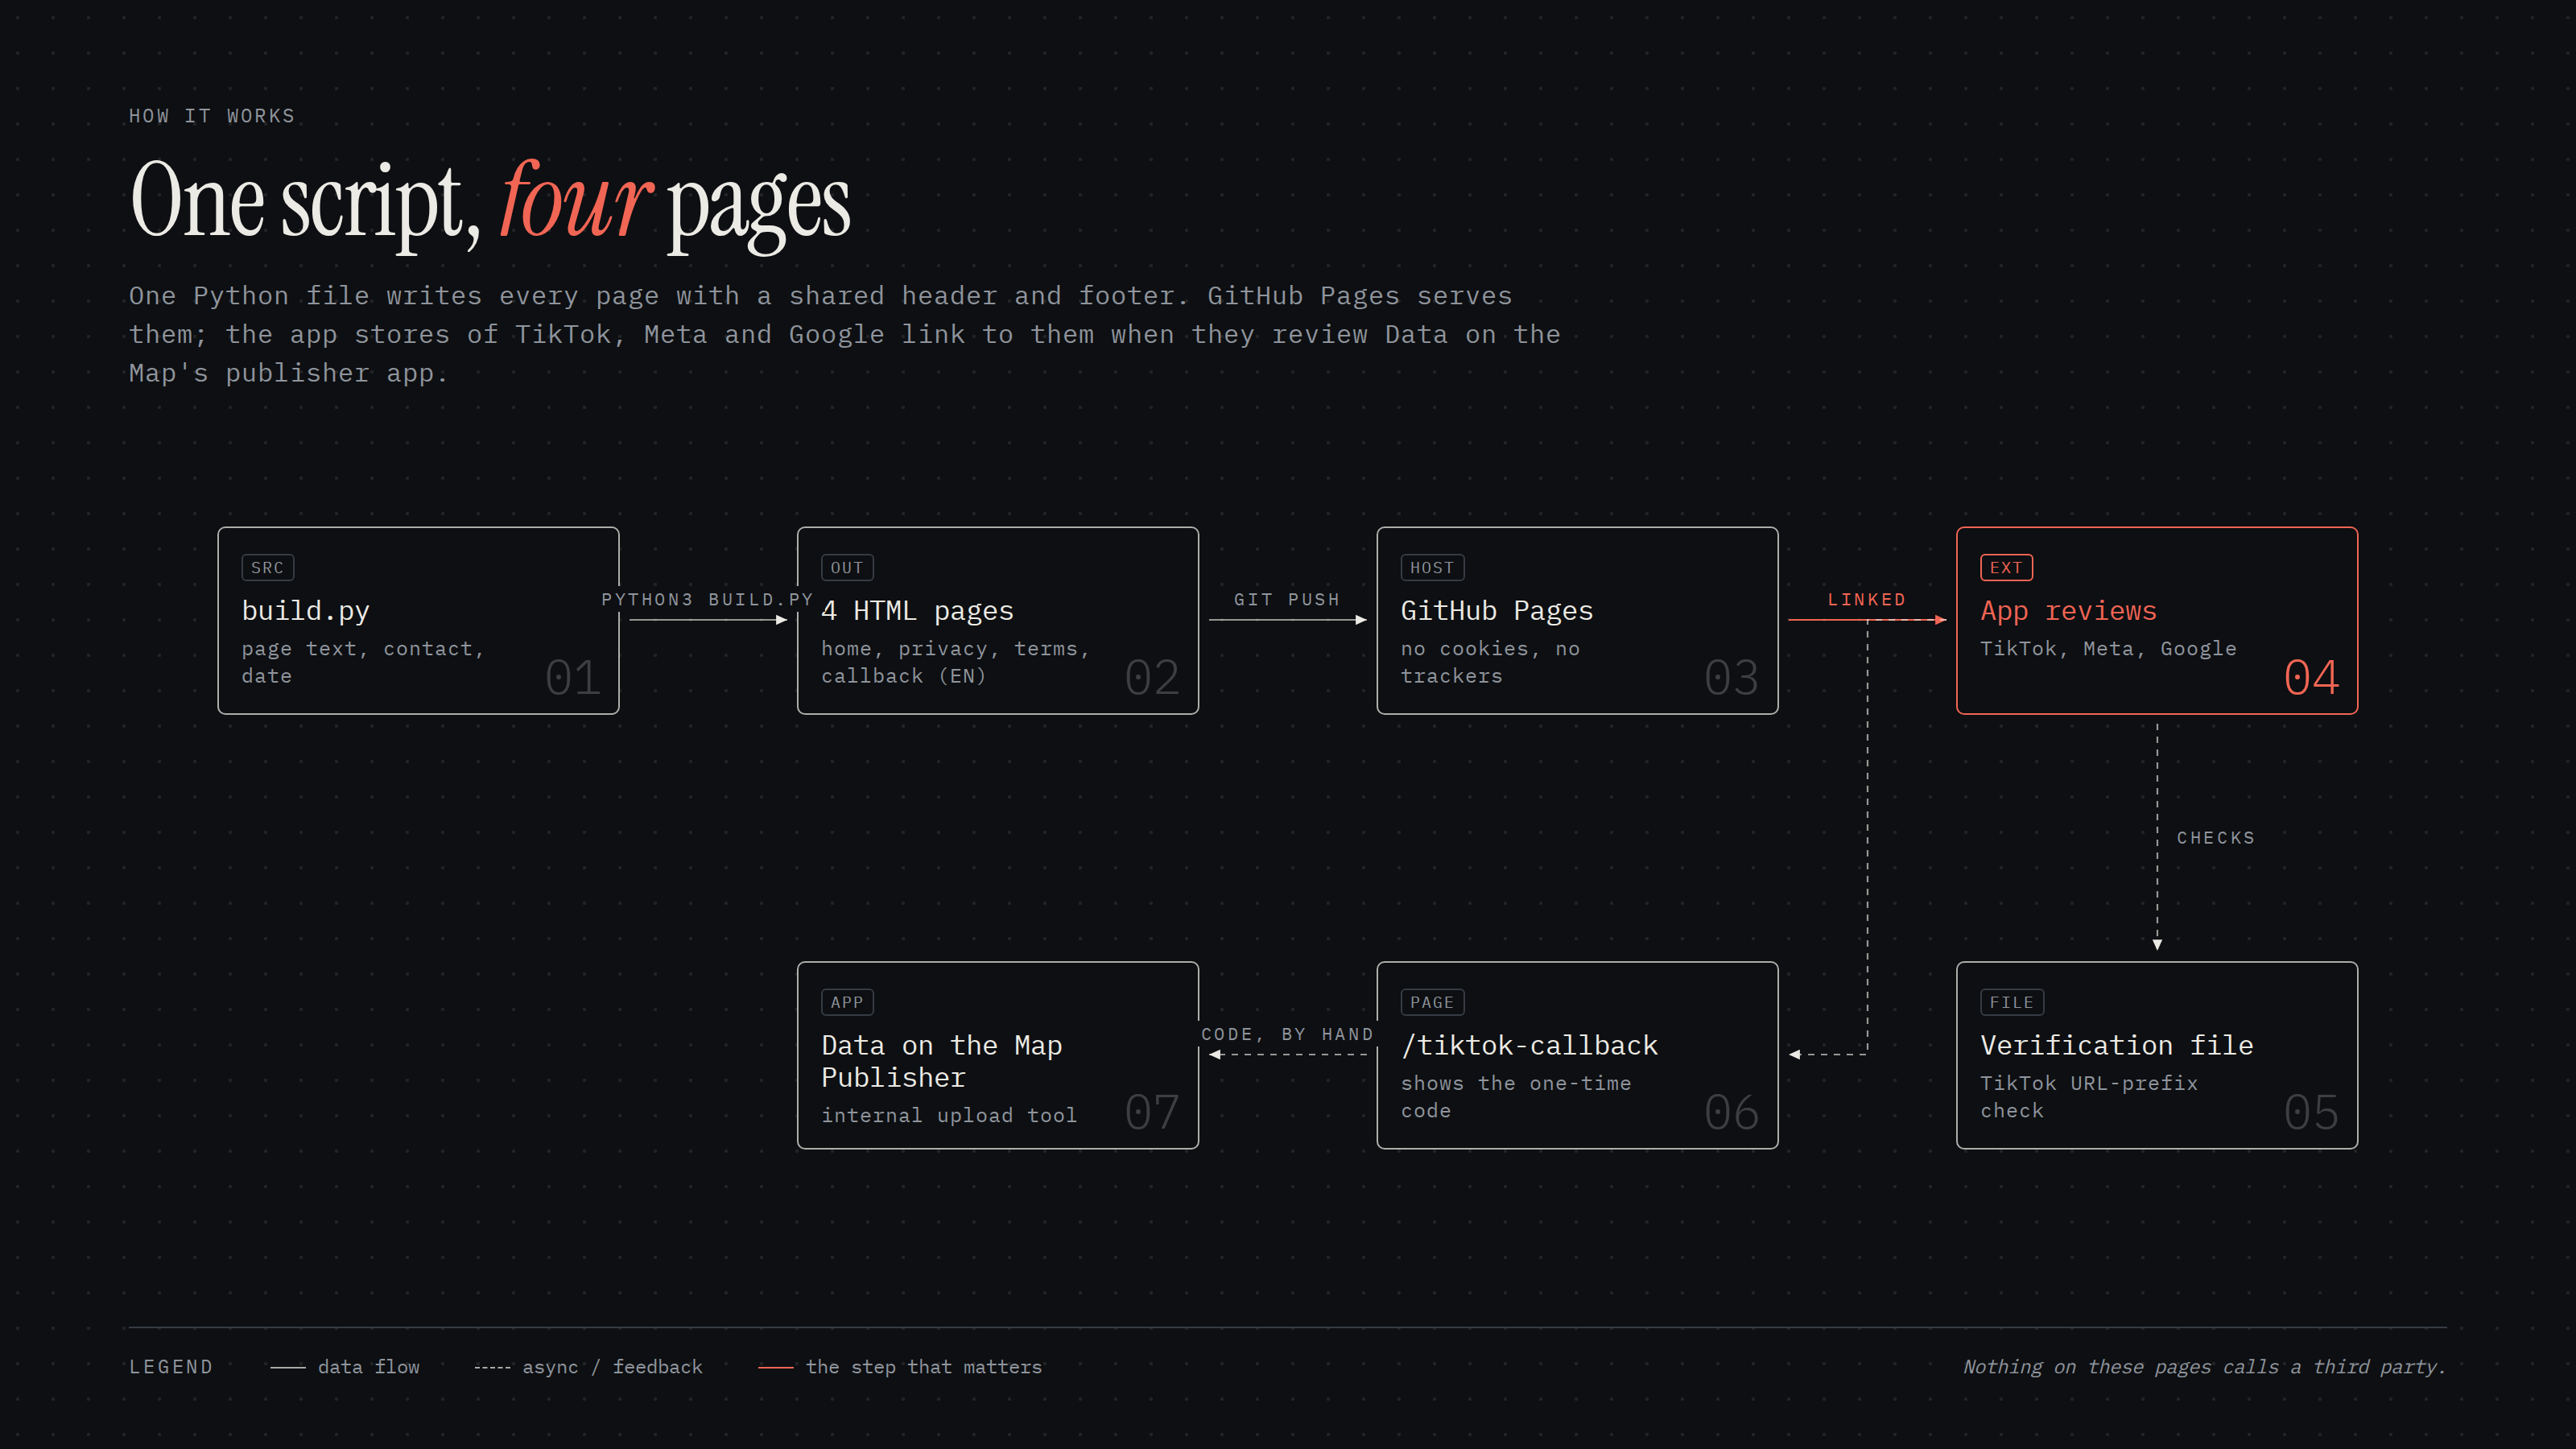 HOW IT WORKS
One script, four pages
One Python file writes every page with a shared header and footer. GitHub Pages serves
them; the app stores of TikTok, Meta and Google link to them when they review Data on the
Map's publisher app.
SRC
build.py
page text, contact,
date
01
PYTHON3 BUILD.PY
OUT
4 HTML pages
home, privacy, terms,
callback (EN)
02
GIT PUSH
HOST
GitHub Pages
no cookies, no
trackers
03
LINKED
EXT
App reviews
TikTok, Meta, Google
04
CHECKS
APP
Data on the Map
Publisher
internal upload tool
07
CODE, BY HAND
PAGE
/tiktok-callback
shows the one-time
code
06
FILE
Verification file
TikTok URL-prefix
check
05
LEGEND
data flow
async / feedback
the step that matters
Nothing on these pages calls a third party.